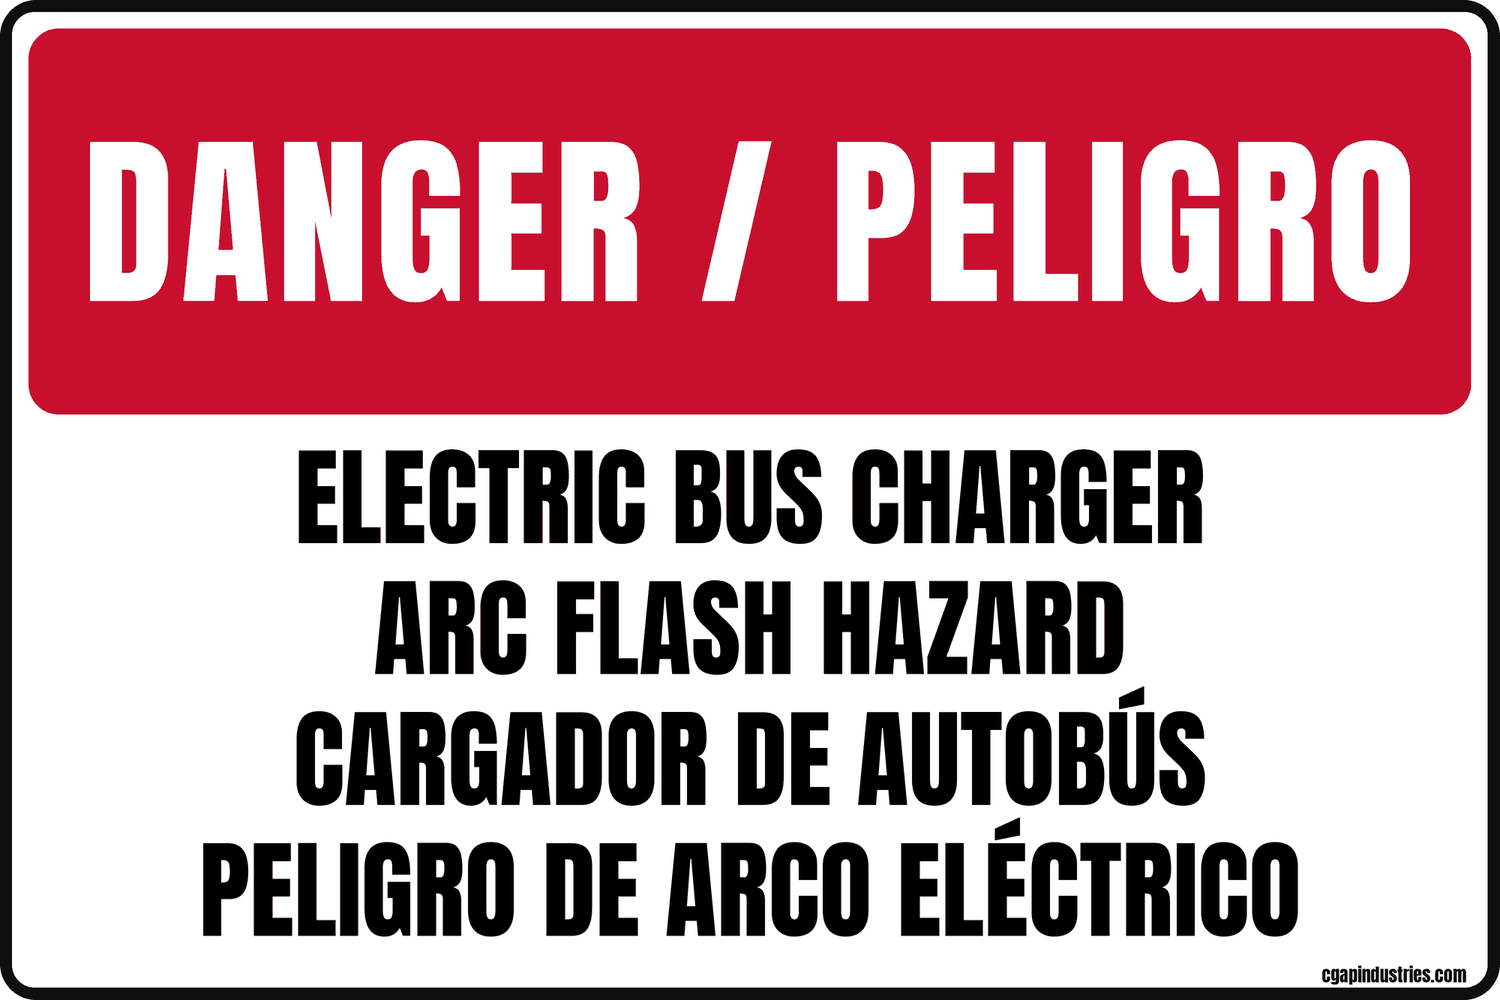 DANGER / PELIGRO
ELECTRIC BUS CHARGER
ARC FLASH HAZARD
CARGADOR DE AUTOBÚS
PELIGRO DE ARCO ELÉCTRICO
cgapindustries.com